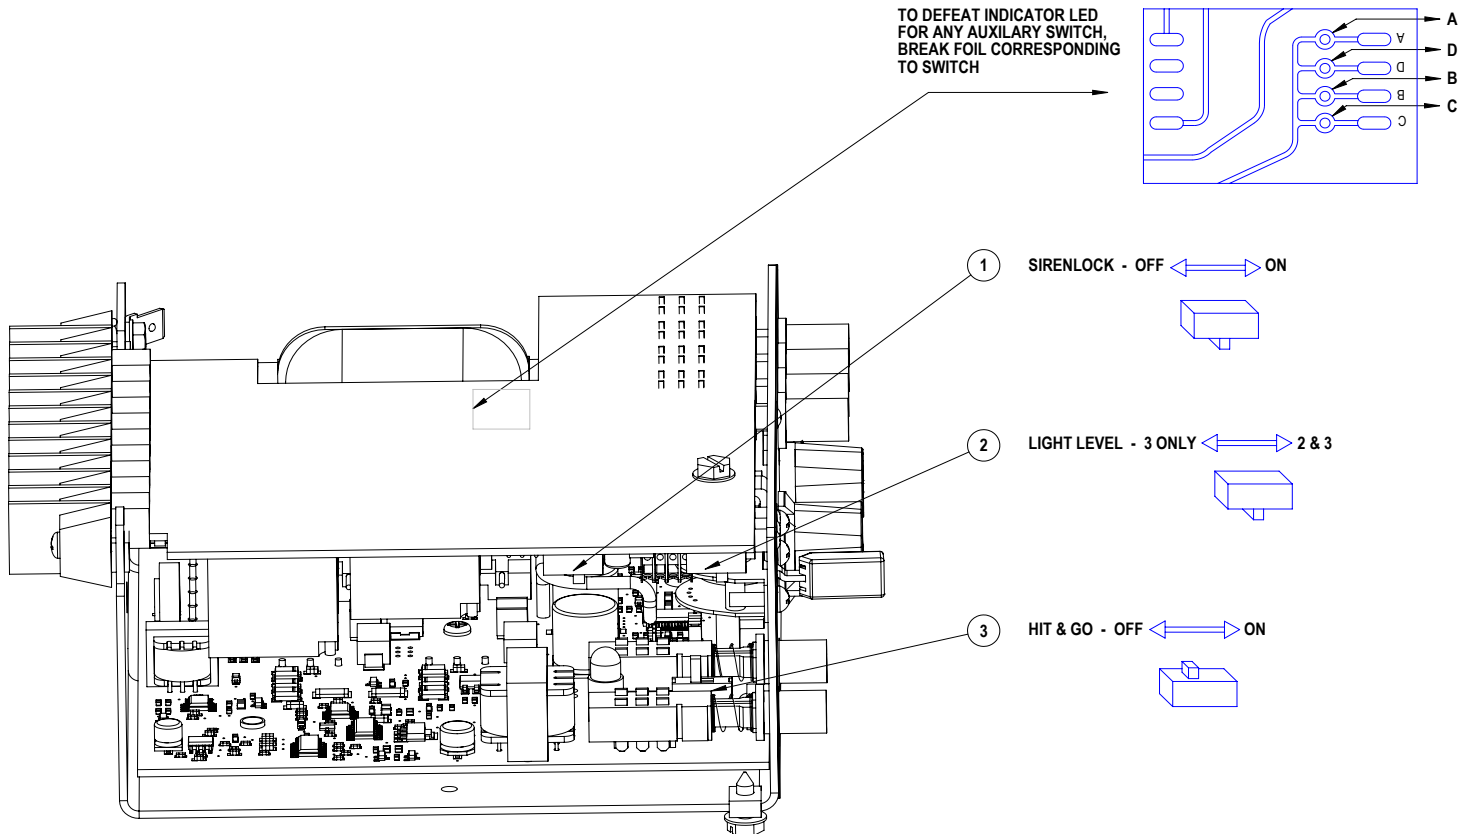 TO DEFEAT INDICATOR LED
FOR ANY AUXILARY SWITCH,
BREAK FOIL CORRESPONDING
TO SWITCH
A A
D D
B B
C C
1 SIRENLOCK - OFF ON
2 LIGHT LEVEL - 3 ONLY 2 & 3
3 HIT & GO - OFF ON